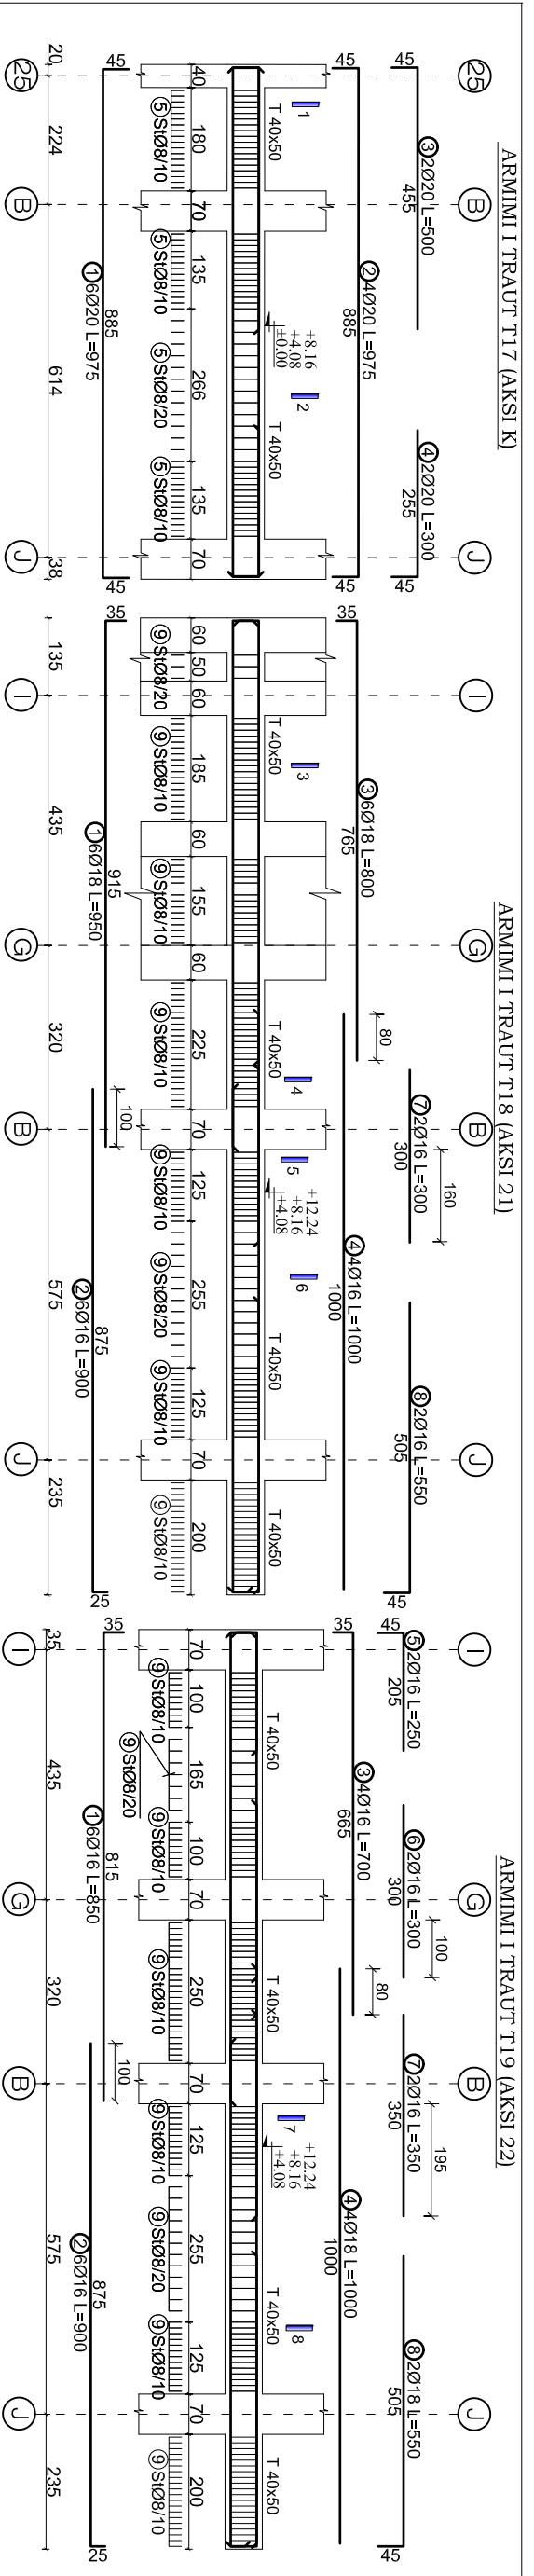 ARMIMI I TRAUT T17 (AKSI K)
25
B
J
③2Ø20 L=500
455
45
④2Ø20 L=300
255
45
②4Ø20 L=975
885
45
45
1
2
+8.16
+4.08
±0.00
T 40x50
T 40x50
40
180
70
135
266
135
70
⑤StØ8/10
⑤StØ8/10
⑤StØ8/20
⑤StØ8/10
45
885
45
①6Ø20 L=975
20
224
614
38
25
B
J
ARMIMI I TRAUT T18 (AKSI 21)
I
G
B
J
160
⑦2Ø16 L=300
300
⑧2Ø16 L=550
505
45
80
③6Ø18 L=800
765
35
④4Ø16 L=1000
1000
3
4
5
6
+12.24
+8.16
+4.08
T 40x50
T 40x50
T 40x50
T 40x50
60
50
60
185
60
155
60
225
70
125
255
125
70
200
⑨StØ8/20
⑨StØ8/10
⑨StØ8/10
⑨StØ8/10
⑨StØ8/10
⑨StØ8/20
⑨StØ8/10
⑨StØ8/10
100
35
915
①6Ø18 L=950
875
②6Ø16 L=900
25
135
435
320
575
235
I
G
B
J
ARMIMI I TRAUT T19 (AKSI 22)
I
G
B
J
100
195
⑤2Ø16 L=250
205
45
⑥2Ø16 L=300
300
⑦2Ø16 L=350
350
⑧2Ø18 L=550
505
45
80
③4Ø16 L=700
665
35
④4Ø18 L=1000
1000
7
8
+12.24
+8.16
+4.08
T 40x50
T 40x50
T 40x50
T 40x50
70
100
165
100
70
250
70
125
255
125
70
200
⑨StØ8/10
⑨StØ8/20
⑨StØ8/10
⑨StØ8/10
⑨StØ8/10
⑨StØ8/20
⑨StØ8/10
⑨StØ8/10
100
35
815
①6Ø16 L=850
875
②6Ø16 L=900
25
35
435
320
575
235
I
G
B
J